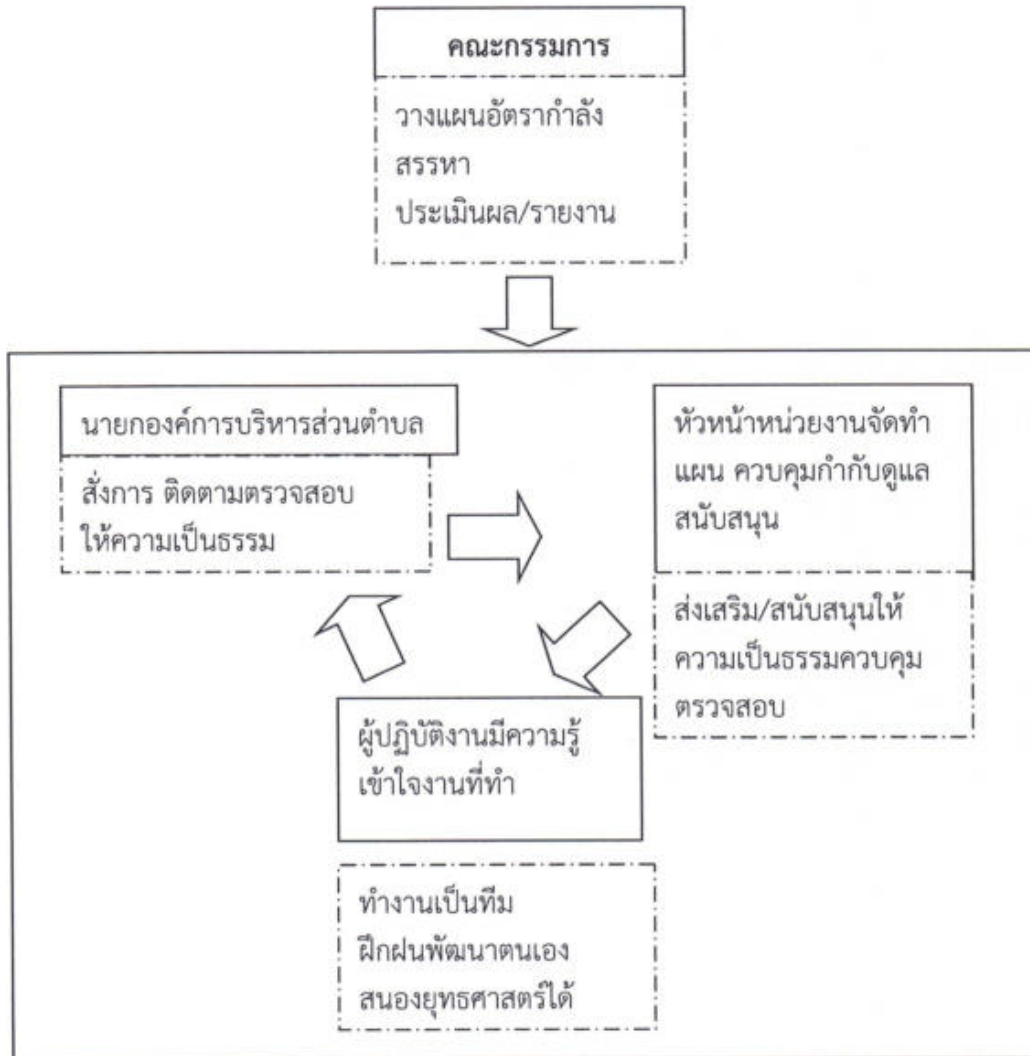 คณะกรรมการ
วางแผนอัตรากำลัง
สรรหา
ประเมินผล/รายงาน
นายกองค์การบริหารส่วนตำบล
สั่งการ ติดตามตรวจสอบ
ให้ความเป็นธรรม
หัวหน้าหน่วยงานจัดทำ
แผน ควบคุมกำกับดูแล
สนับสนุน
ส่งเสริม/สนับสนุนให้
ความเป็นธรรมควบคุม
ตรวจสอบ
ผู้ปฏิบัติงานมีความรู้
เข้าใจงานที่ทำ
ทำงานเป็นทีม
ฝึกฝนพัฒนาตนเอง
สนองยุทธศาสตร์ได้